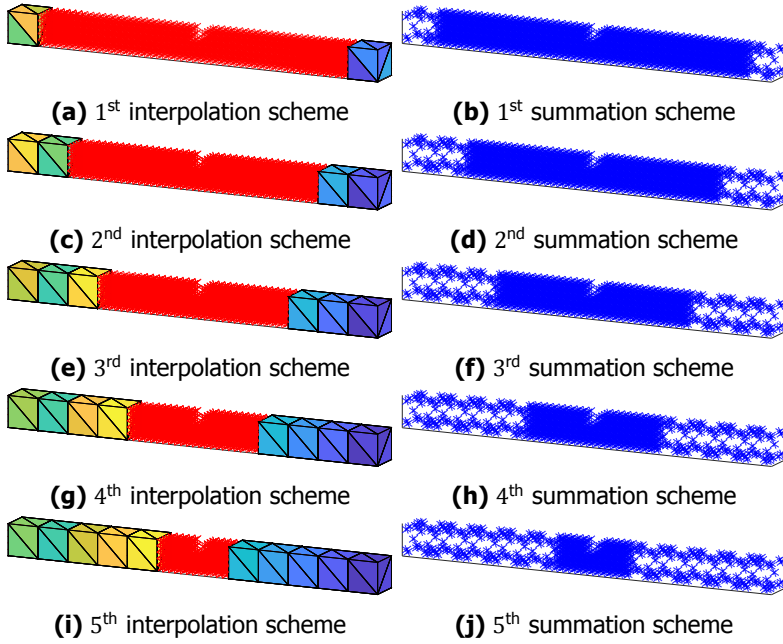 (a) 1st interpolation scheme
(b) 1st summation scheme
(c) 2nd interpolation scheme
(d) 2nd summation scheme
(e) 3rd interpolation scheme
(f) 3rd summation scheme
(g) 4th interpolation scheme
(h) 4th summation scheme
(i) 5th interpolation scheme
(j) 5th summation scheme